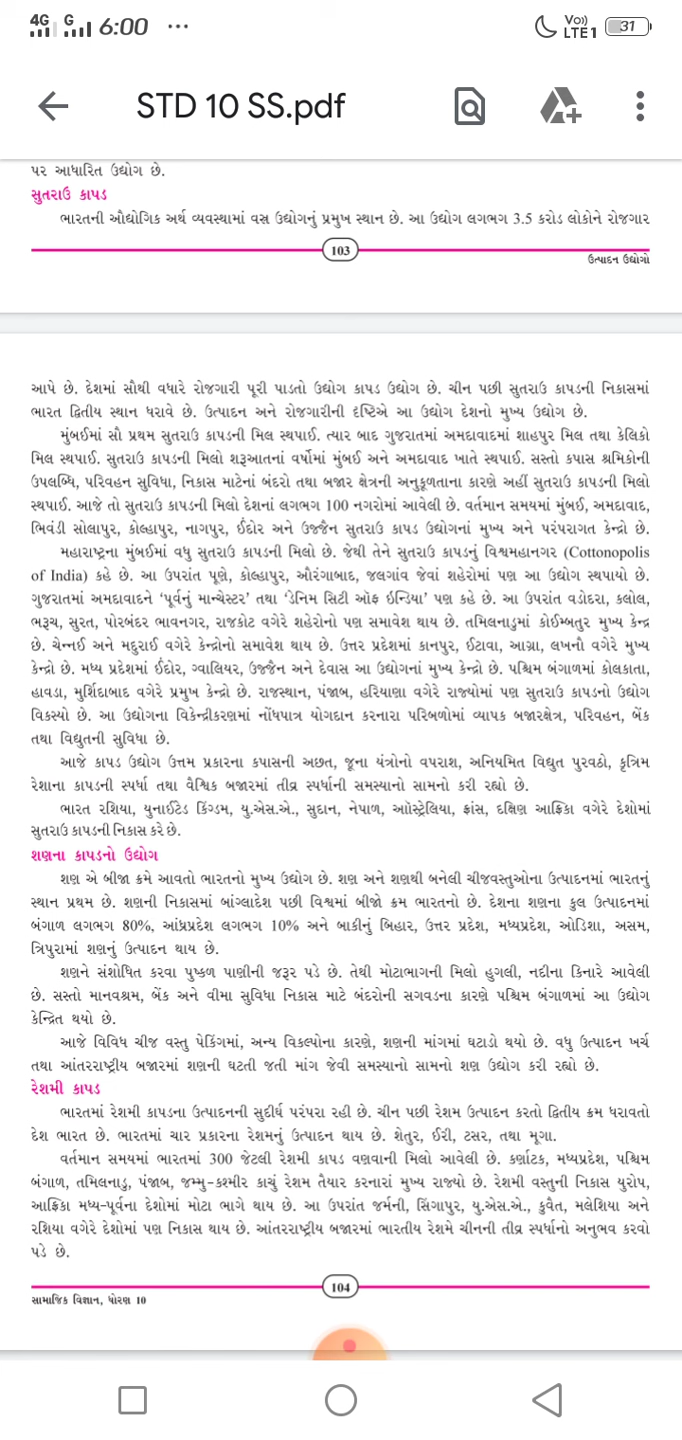 4G G 6:00 ... Vo)) LTE1 31
STD 10 SS.pdf
પર આધારિત ઉદ્યોગ છે.
સુતરાઉ કાપડ
ભારતની ઔદ્યોગિક અર્થ વ્યવસ્થામાં વસ્ત્ર ઉદ્યોગનું પ્રમુખ સ્થાન છે. આ ઉદ્યોગ લગભગ 3.5 કરોડ લોકોને રોજગાર
103
ઉત્પાદન ઉદ્યોગો
આપે છે. દેશમાં સૌથી વધારે રોજગારી પૂરી પાડતો ઉદ્યોગ કાપડ ઉદ્યોગ છે. ચીન પછી સુતરાઉ કાપડની નિકાસમાં
ભારત દ્વિતીય સ્થાન ધરાવે છે. ઉત્પાદન અને રોજગારીની દૃષ્ટિએ આ ઉદ્યોગ દેશનો મુખ્ય ઉદ્યોગ છે.
મુંબઈમાં સૌ પ્રથમ સુતરાઉ કાપડની મિલ સ્થપાઈ. ત્યાર બાદ ગુજરાતમાં અમદાવાદમાં શાહપુર મિલ તથા કેલિકો
મિલ સ્થપાઈ. સુતરાઉ કાપડની મિલો શરૂઆતનાં વર્ષોમાં મુંબઈ અને અમદાવાદ ખાતે સ્થપાઈ. સસ્તો કપાસ શ્રમિકોની
ઉપલબ્ધિ, પરિવહન સુવિધા, નિકાસ માટેનાં બંદરો તથા બજાર ક્ષેત્રની અનુકૂળતાના કારણે અહીં સુતરાઉ કાપડની મિલો
સ્થપાઈ. આજે તો સુતરાઉ કાપડની મિલો દેશનાં લગભગ 100 નગરોમાં આવેલી છે. વર્તમાન સમયમાં મુંબઈ, અમદાવાદ,
ભિવંડી સોલાપુર, કોલ્હાપુર, નાગપુર, ઈંદોર અને ઉજ્જૈન સુતરાઉ કાપડ ઉદ્યોગનાં મુખ્ય અને પરંપરાગત કેન્દ્રો છે.
મહારાષ્ટ્રના મુંબઈમાં વધુ સુતરાઉ કાપડની મિલો છે. જેથી તેને સુતરાઉ કાપડનું વિશ્વમહાનગર (Cottonopolis
of India) કહે છે. આ ઉપરાંત પૂણે, કોલ્હાપુર, ઔરંગાબાદ, જલગાંવ જેવાં શહેરોમાં પણ આ ઉદ્યોગ સ્થપાયો છે.
ગુજરાતમાં અમદાવાદને ‘પૂર્વનું માન્ચેસ્ટર’ તથા ‘ડેનિમ સિટી ઑફ ઇન્ડિયા’ પણ કહે છે. આ ઉપરાંત વડોદરા, કલોલ,
ભરૂચ, સુરત, પોરબંદર ભાવનગર, રાજકોટ વગેરે શહેરોનો પણ સમાવેશ થાય છે. તમિલનાડુમાં કોઈમ્બતુર મુખ્ય કેન્દ્ર
છે. ચેન્નઈ અને મદુરાઈ વગેરે કેન્દ્રોનો સમાવેશ થાય છે. ઉત્તર પ્રદેશમાં કાનપુર, ઈટાવા, આગ્રા, લખનૌ વગેરે મુખ્ય
કેન્દ્રો છે. મધ્ય પ્રદેશમાં ઈંદોર, ગ્વાલિયર, ઉજ્જૈન અને દેવાસ આ ઉદ્યોગનાં મુખ્ય કેન્દ્રો છે. પશ્ચિમ બંગાળમાં કોલકાતા,
હાવડા, મુર્શિદાબાદ વગેરે પ્રમુખ કેન્દ્રો છે. રાજસ્થાન, પંજાબ, હરિયાણા વગેરે રાજ્યોમાં પણ સુતરાઉ કાપડનો ઉદ્યોગ
વિકસ્યો છે. આ ઉદ્યોગના વિકેન્દ્રીકરણમાં નોંધપાત્ર યોગદાન કરનારા પરિબળોમાં વ્યાપક બજારક્ષેત્ર, પરિવહન, બેંક
તથા વિદ્યુતની સુવિધા છે.
આજે કાપડ ઉદ્યોગ ઉત્તમ પ્રકારના કપાસની અછત, જૂના યંત્રોનો વપરાશ, અનિયમિત વિદ્યુત પુરવઠો, કૃત્રિમ
રેશાના કાપડની સ્પર્ધા તથા વૈશ્વિક બજારમાં તીવ્ર સ્પર્ધાની સમસ્યાનો સામનો કરી રહ્યો છે.
ભારત રશિયા, યુનાઈટેડ કિંગ્ડમ, યુ.એસ.એ., સુદાન, નેપાળ, ઑસ્ટ્રેલિયા, ફ્રાંસ, દક્ષિણ આફ્રિકા વગેરે દેશોમાં
સુતરાઉ કાપડની નિકાસ કરે છે.
શણના કાપડનો ઉદ્યોગ
શણ એ બીજા ક્રમે આવતો ભારતનો મુખ્ય ઉદ્યોગ છે. શણ અને શણથી બનેલી ચીજવસ્તુઓના ઉત્પાદનમાં ભારતનું
સ્થાન પ્રથમ છે. શણની નિકાસમાં બાંગ્લાદેશ પછી વિશ્વમાં બીજો ક્રમ ભારતનો છે. દેશના શણના કુલ ઉત્પાદનમાં
બંગાળ લગભગ 80%, આંધ્રપ્રદેશ લગભગ 10% અને બાકીનું બિહાર, ઉત્તર પ્રદેશ, મધ્યપ્રદેશ, ઓડિશા, અસમ,
ત્રિપુરામાં શણનું ઉત્પાદન થાય છે.
શણને સંશોધિત કરવા પુષ્કળ પાણીની જરૂર પડે છે. તેથી મોટાભાગની મિલો હુગલી, નદીના કિનારે આવેલી
છે. સસ્તો માનવશ્રમ, બેંક અને વીમા સુવિધા નિકાસ માટે બંદરોની સગવડના કારણે પશ્ચિમ બંગાળમાં આ ઉદ્યોગ
કેન્દ્રિત થયો છે.
આજે વિવિધ ચીજ વસ્તુ પેકિંગમાં, અન્ય વિકલ્પોના કારણે, શણની માંગમાં ઘટાડો થયો છે. વધુ ઉત્પાદન ખર્ચ
તથા આંતરરાષ્ટ્રીય બજારમાં શણની ઘટતી જતી માંગ જેવી સમસ્યાનો સામનો શણ ઉદ્યોગ કરી રહ્યો છે.
રેશમી કાપડ
ભારતમાં રેશમી કાપડના ઉત્પાદનની સુદીર્ઘ પરંપરા રહી છે. ચીન પછી રેશમ ઉત્પાદન કરતો દ્વિતીય ક્રમ ધરાવતો
દેશ ભારત છે. ભારતમાં ચાર પ્રકારના રેશમનું ઉત્પાદન થાય છે. શેતુર, ઈરી, ટસર, તથા મૂગા.
વર્તમાન સમયમાં ભારતમાં 300 જેટલી રેશમી કાપડ વણવાની મિલો આવેલી છે. કર્ણાટક, મધ્યપ્રદેશ, પશ્ચિમ
બંગાળ, તમિલનાડુ, પંજાબ, જમ્મુ-કશ્મીર કાચું રેશમ તૈયાર કરનારાં મુખ્ય રાજ્યો છે. રેશમી વસ્તુની નિકાસ યુરોપ,
આફ્રિકા મધ્ય-પૂર્વના દેશોમાં મોટા ભાગે થાય છે. આ ઉપરાંત જર્મની, સિંગાપુર, યુ.એસ.એ., કુવૈત, મલેશિયા અને
રશિયા વગેરે દેશોમાં પણ નિકાસ થાય છે. આંતરરાષ્ટ્રીય બજારમાં ભારતીય રેશમે ચીનની તીવ્ર સ્પર્ધાનો અનુભવ કરવો
પડે છે.
104
સામાજિક વિજ્ઞાન, ધોરણ 10